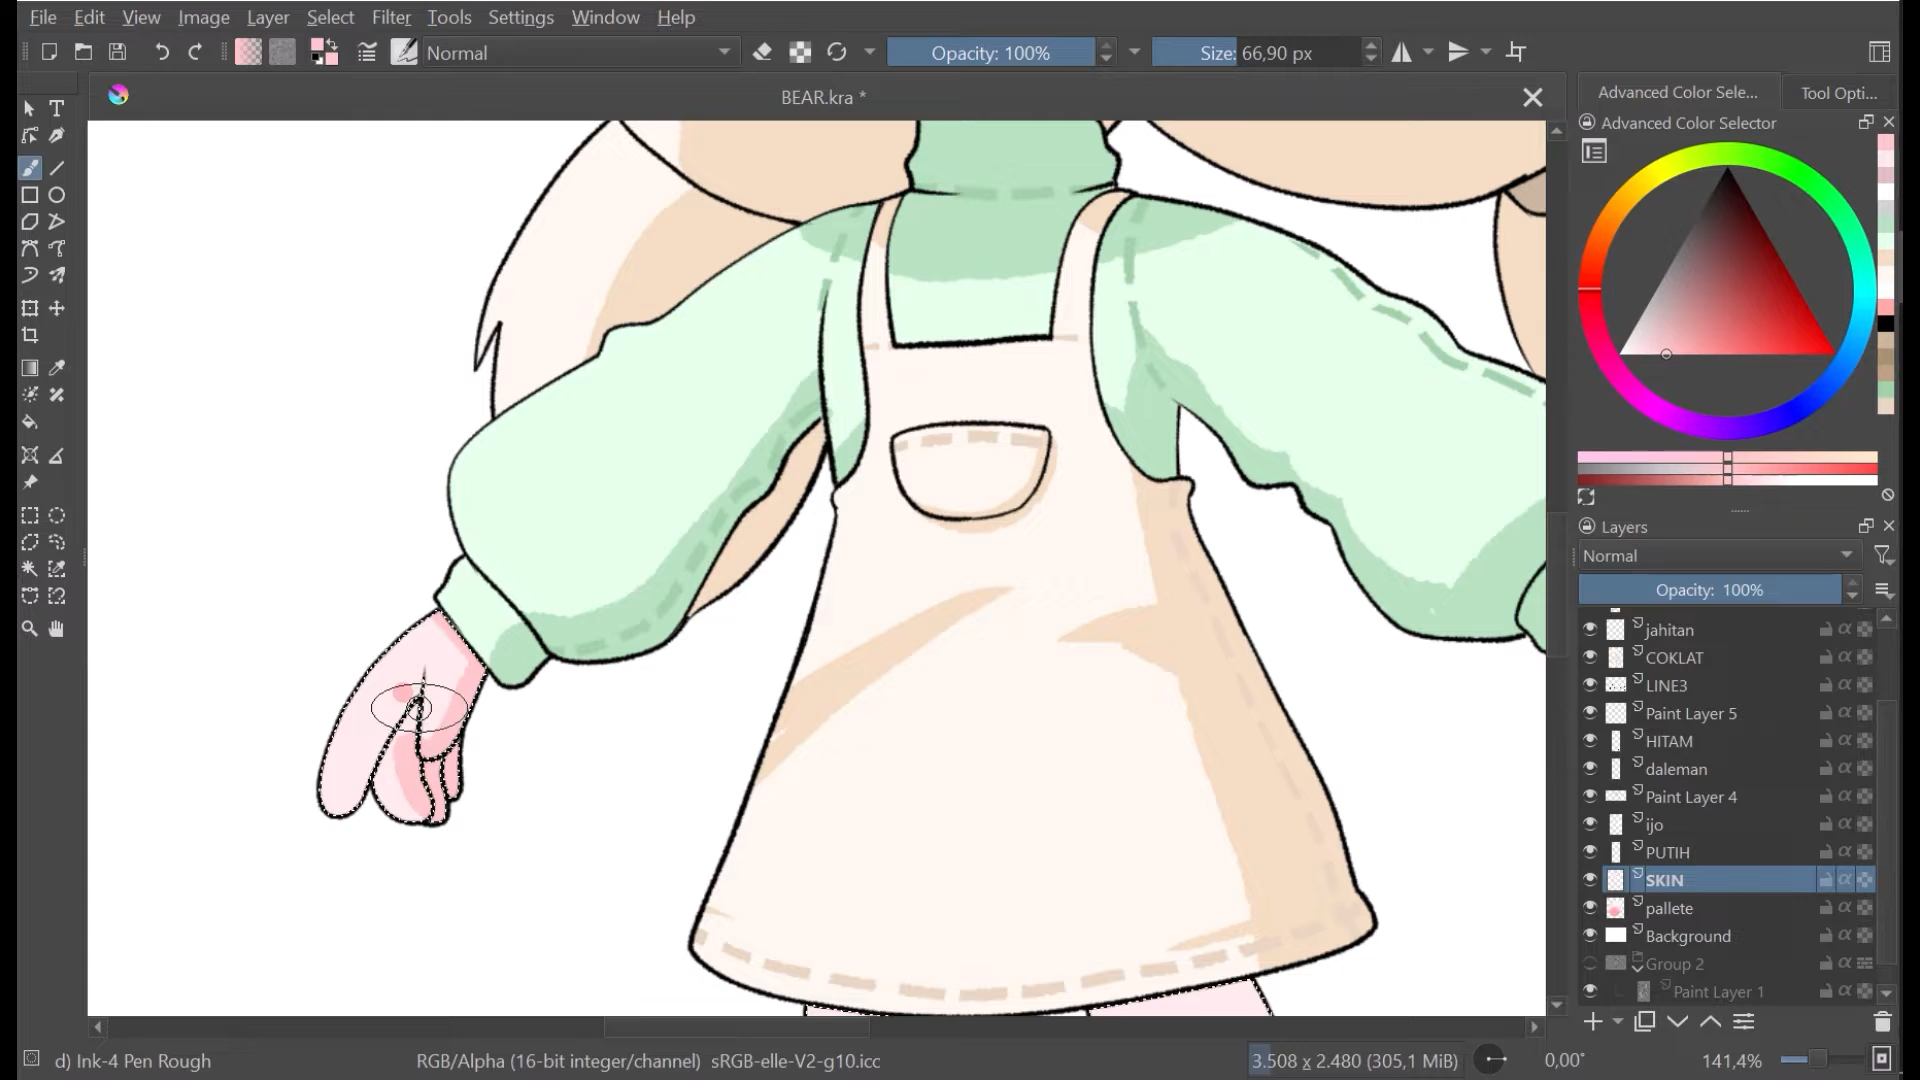 File Edit View Image Layer Select Filter Tools Settings Window Help
Normal Opacity: 100% Size: 66,90 px
BEAR.kra *
Advanced Color Sele... Tool Opti...
Advanced Color Selector
Layers
Normal
Opacity: 100%
jahitan
COKLAT
LINE3
Paint Layer 5
HITAM
daleman
Paint Layer 4
ijo
PUTIH
SKIN
pallete
Background
Group 2
Paint Layer 1
d) Ink-4 Pen Rough RGB/Alpha (16-bit integer/channel) sRGB-elle-V2-g10.icc 3.508 x 2.480 (305,1 MiB) 0,00° 141,4%